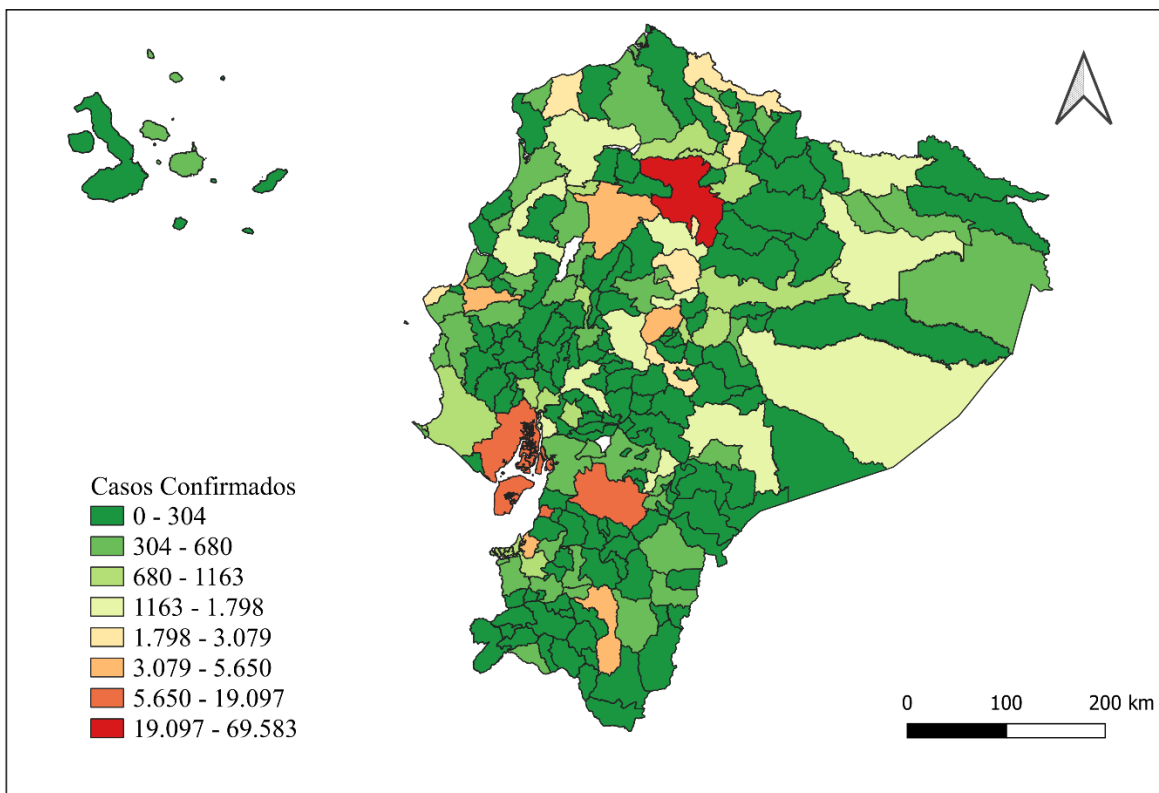 Casos Confirmados
0 - 304
304 - 680
680 - 1163
1163 - 1.798
1.798 - 3.079
3.079 - 5.650
5.650 - 19.097
19.097 - 69.583
0 100 200 km